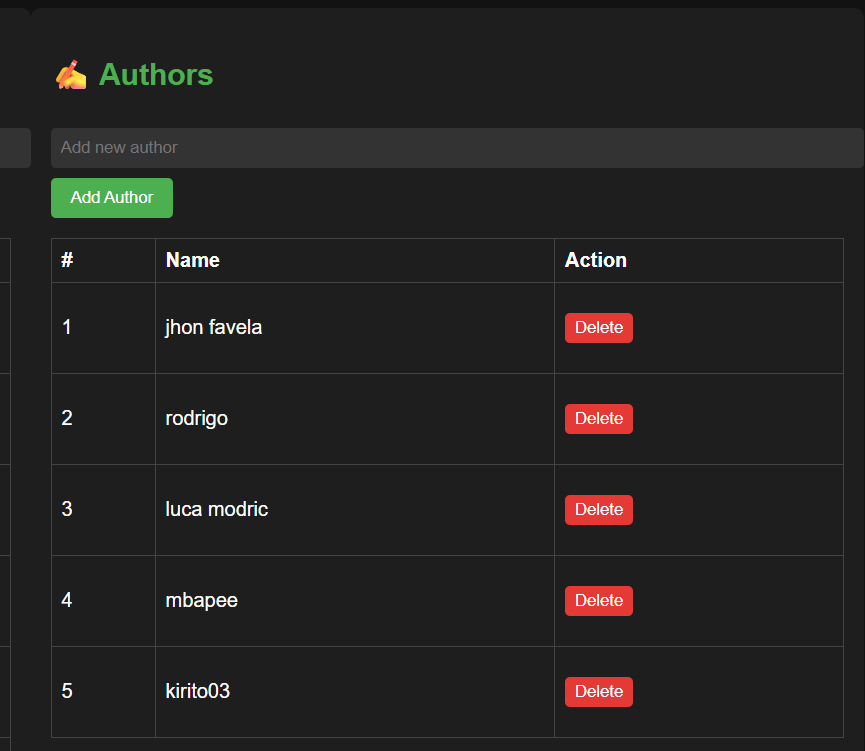 ✍ Authors
Add new author
Add Author
# Name Action
1 jhon favela Delete
2 rodrigo Delete
3 luca modric Delete
4 mbapee Delete
5 kirito03 Delete